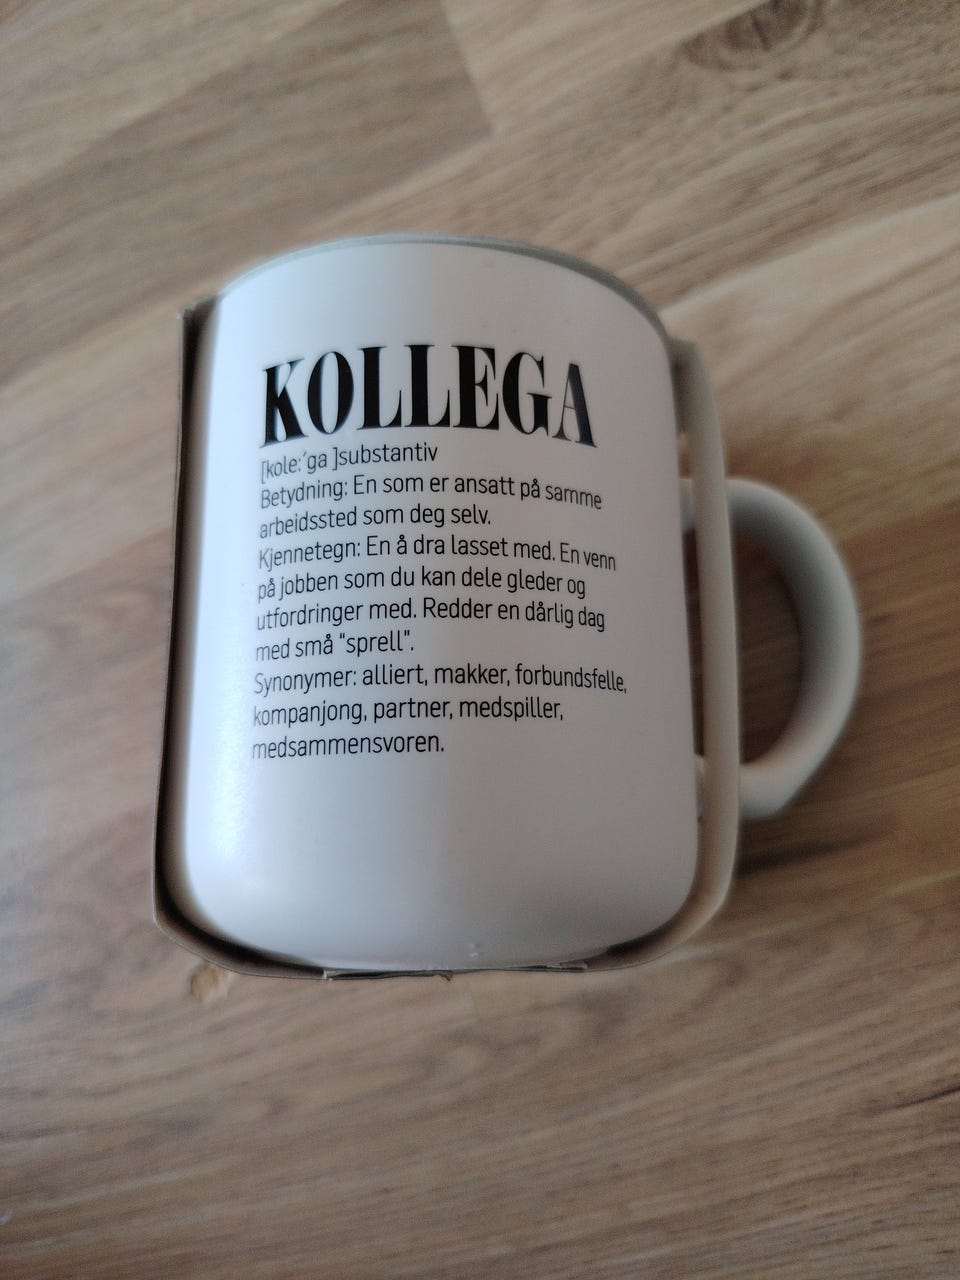 KOLLEGA
[kole:´ga ]substantiv
Betydning: En som er ansatt på samme
arbeidssted som deg selv.
Kjennetegn: En å dra lasset med. En venn
på jobben som du kan dele gleder og
utfordringer med. Redder en dårlig dag
med små “sprell”.
Synonymer: alliert, makker, forbundsfelle,
kompanjong, partner, medspiller,
medsammensvoren.